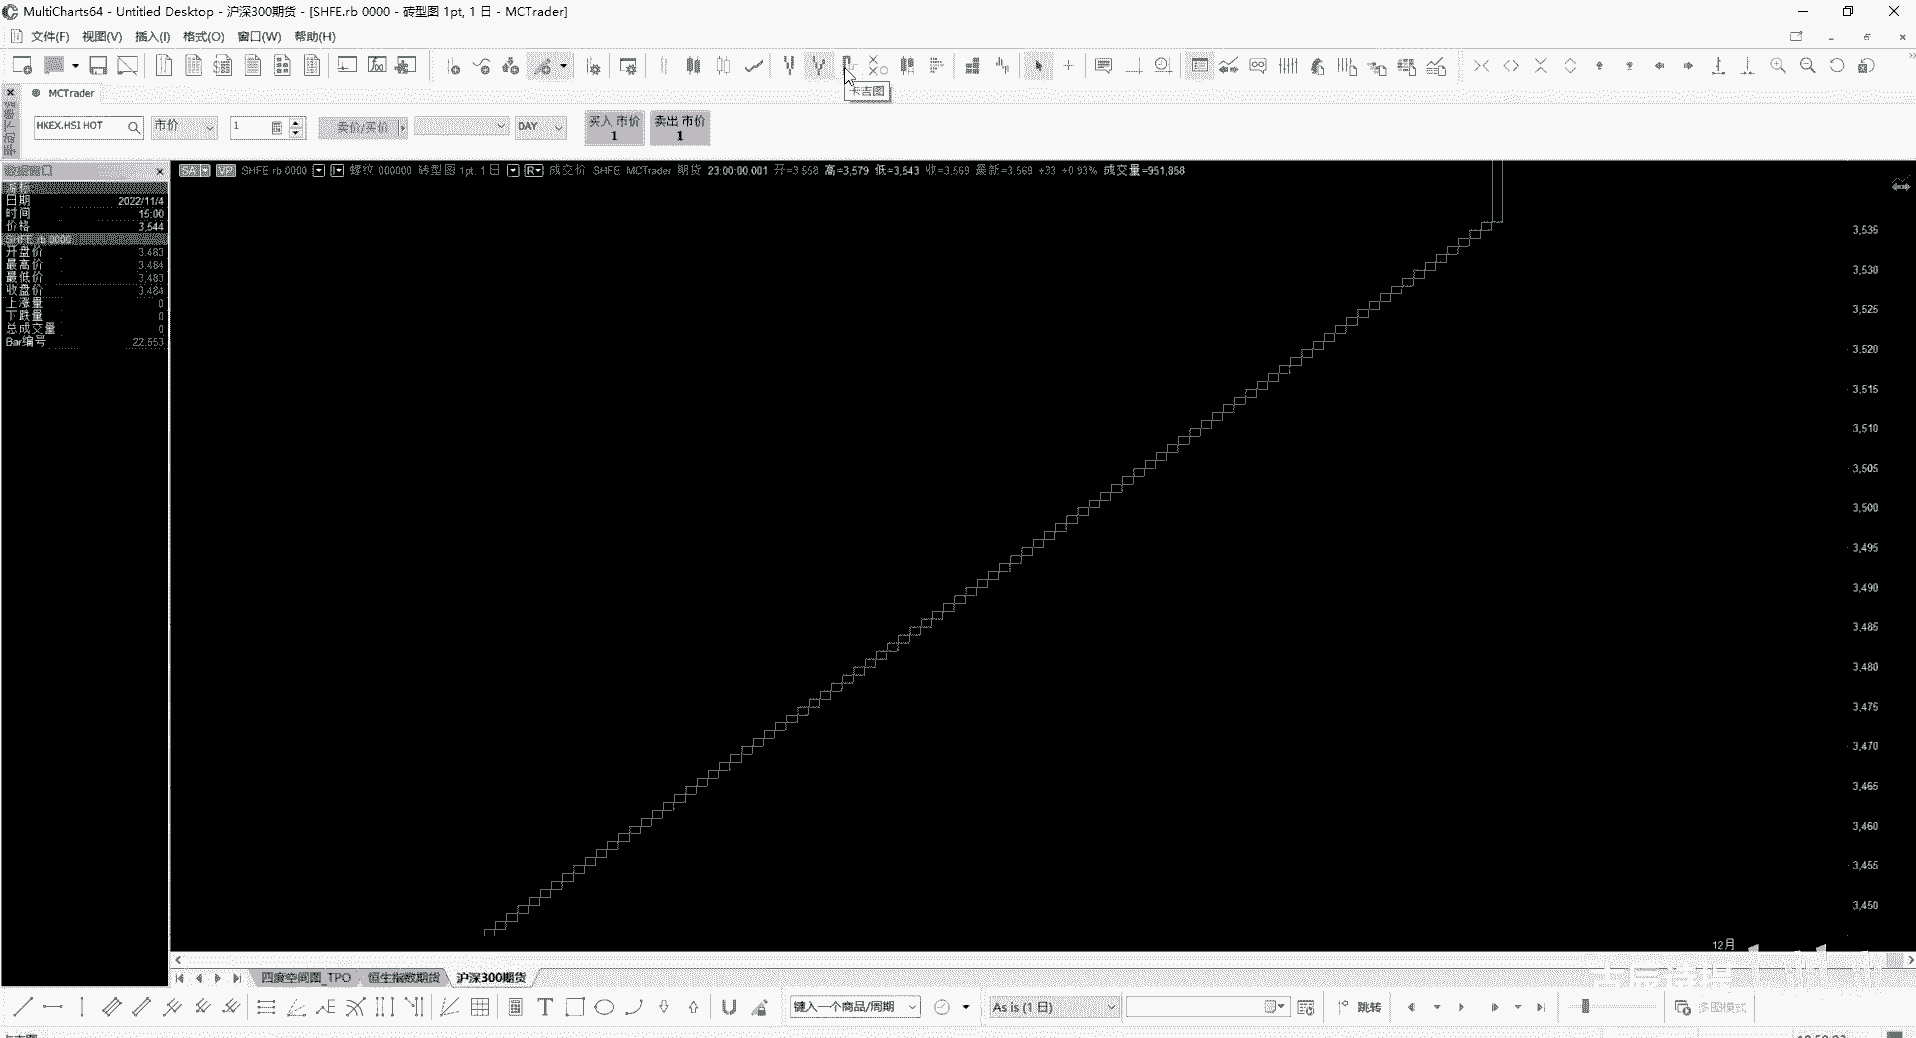 MultiCharts64 - Untitled Desktop - 沪深300期货 - [SHFE.rb 0000 - 砖型图 1pt, 1 日 - MCTrader]
文件(F) 视图(V) 插入(I) 格式(O) 窗口(W) 帮助(H)
卡吉图
MCTrader
HKEX.HSI HOT 市价 1 卖价/买价 DAY 买入 市价 1 卖出 市价 1
SA VP SHFE rb 0000 I 螺纹 000000 砖型图 1pt, 1 日 R 成交价 SHFE MCTrader 期货 23:00:00.001 开=3,558 高=3,579 低=3,543 收=3,569 最新=3,569 +33 +0.93% 成交量=951,858
日期 2022/11/4
时间 15:00
价格 3,544
SHFE rb 0000
开盘价 3,483
最高价 3,484
最低价 3,483
收盘价 3,484
上涨量 0
下跌量 0
总成交量 0
Bar编号 22,553
3,535
3,530
3,525
3,520
3,515
3,510
3,505
3,500
3,495
3,490
3,485
3,480
3,475
3,470
3,465
3,460
3,455
3,450
12月
四度空间图_TPO 恒生指数期货 沪深300期货
键入一个商品/周期 As is (1 日) 跳转 多图模式